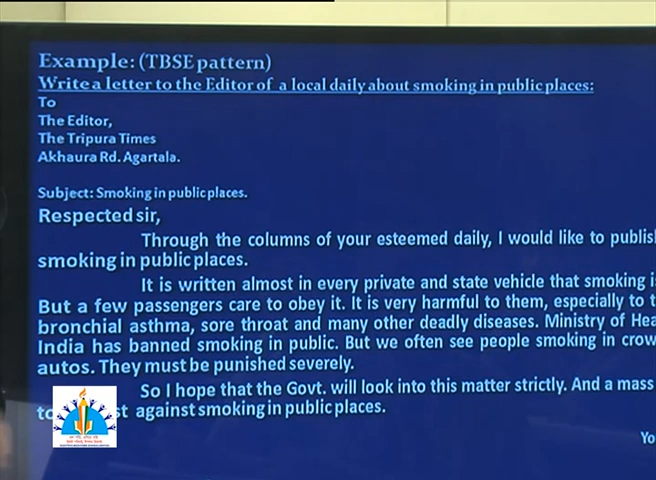 Example: (TBSE pattern)
Write a letter to the Editor of a local daily about smoking in public places:
To
The Editor,
The Tripura Times
Akhaura Rd. Agartala.
Subject: Smoking in public places.
Respected sir,
Through the columns of your esteemed daily, I would like to publish
smoking in public places.
It is written almost in every private and state vehicle that smoking is
But a few passengers care to obey it. It is very harmful to them, especially to
bronchial asthma, sore throat and many other deadly diseases. Ministry of
India has banned smoking in public. But we often see people smoking in
autos. They must be punished severely.
So I hope that the Govt. will look into this matter strictly. And a mass
against smoking in public places.